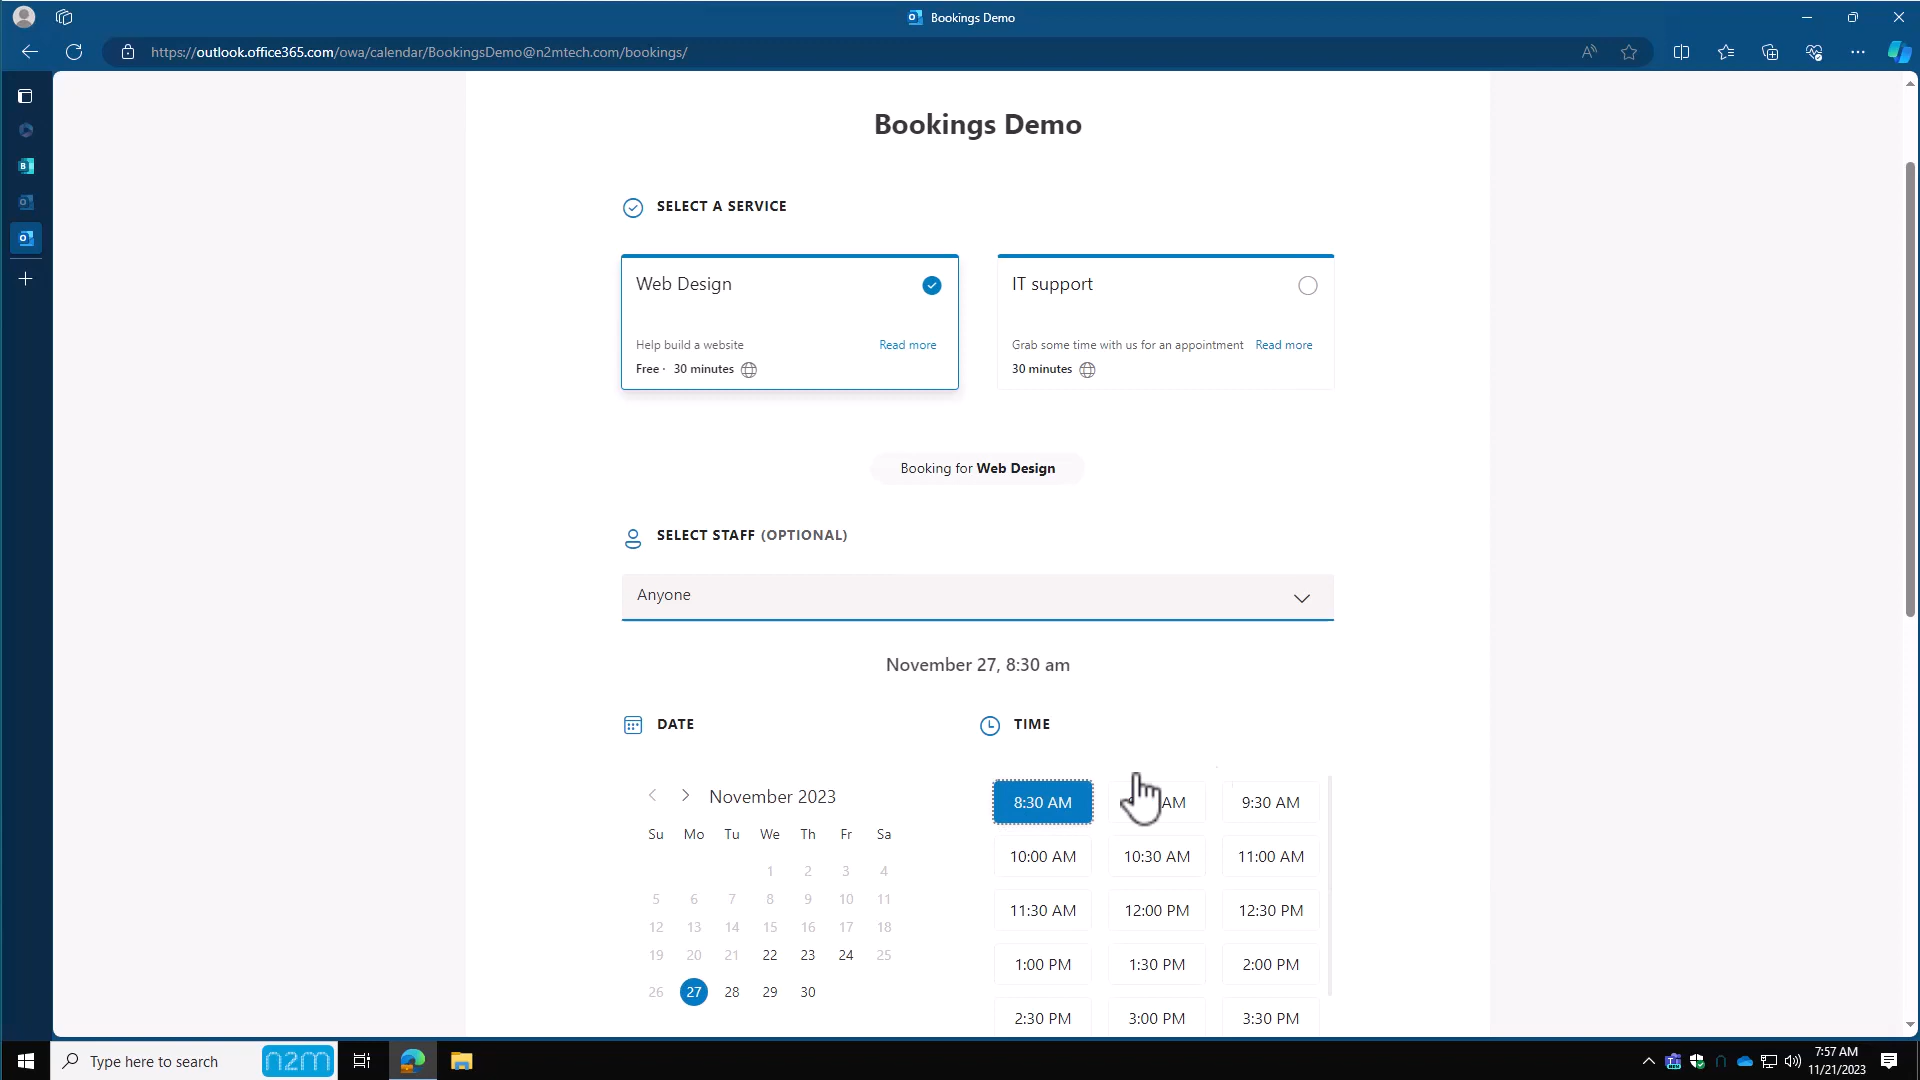 Bookings Demo
https://outlook.office365.com/owa/calendar/BookingsDemo@n2mtech.com/bookings/
Bookings Demo
SELECT A SERVICE
Web Design
Help build a website Read more
Free · 30 minutes
IT support
Grab some time with us for an appointment Read more
30 minutes
Booking for Web Design
SELECT STAFF (OPTIONAL)
Anyone
November 27, 8:30 am
DATE
November 2023
Su Mo Tu We Th Fr Sa
1 2 3 4
5 6 7 8 9 10 11
12 13 14 15 16 17 18
19 20 21 22 23 24 25
26 27 28 29 30
TIME
8:30 AM AM 9:30 AM
10:00 AM 10:30 AM 11:00 AM
11:30 AM 12:00 PM 12:30 PM
1:00 PM 1:30 PM 2:00 PM
2:30 PM 3:00 PM 3:30 PM
Type here to search n2m
7:57 AM
11/21/2023